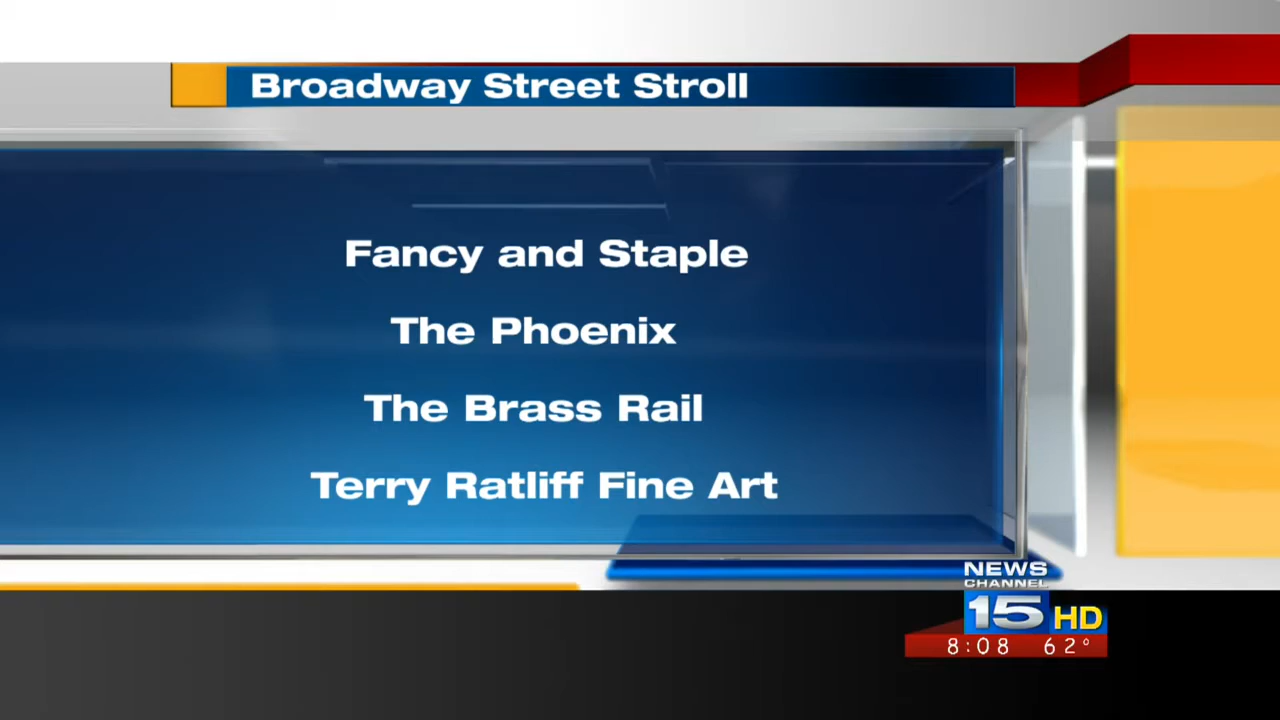 Broadway Street Stroll
Fancy and Staple
The Phoenix
The Brass Rail
Terry Ratliff Fine Art
NEWS
CHANNEL
15 HD
8:08 62°